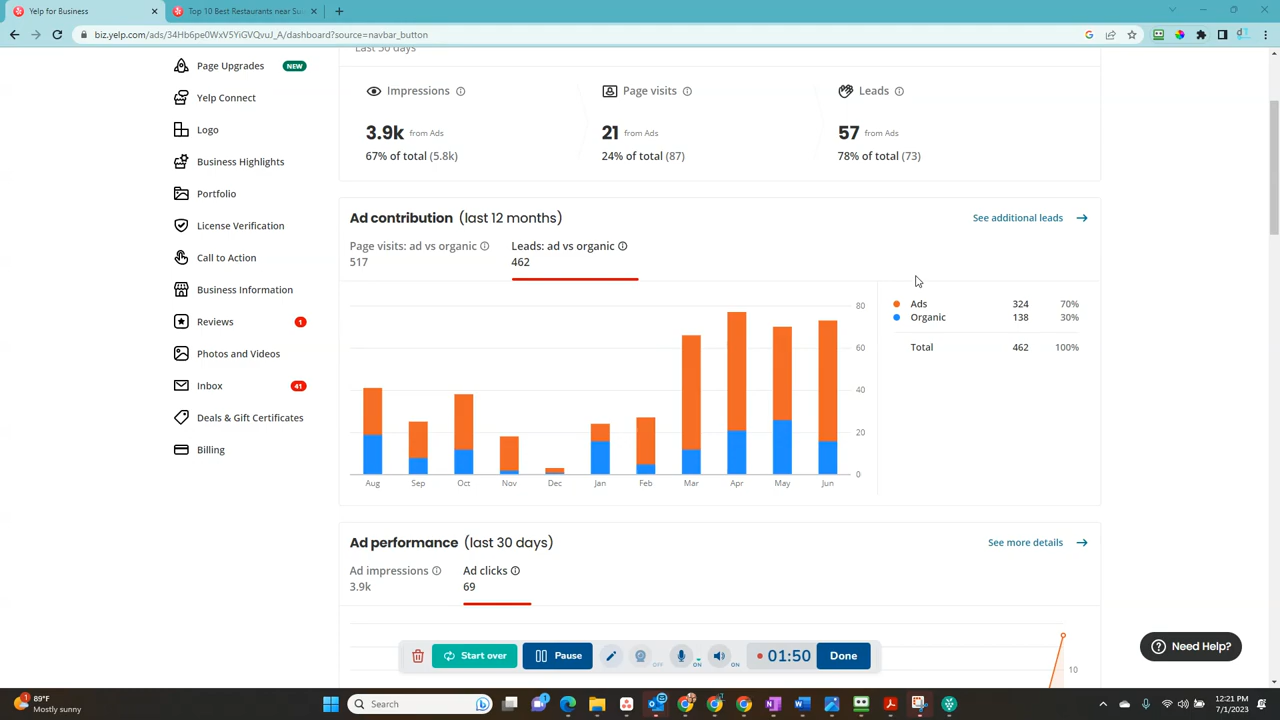 Yelp for Business
Top 10 Best Restaurants near Su
biz.yelp.com/ads/34Hb6pe0WxV5YiGVQvuJ_A/dashboard?source=navbar_button
Page Upgrades NEW
Yelp Connect
Logo
Business Highlights
Portfolio
License Verification
Call to Action
Business Information
Reviews 1
Photos and Videos
Inbox 41
Deals & Gift Certificates
Billing
Last 30 days
Impressions
3.9k from Ads
67% of total (5.8k)
Page visits
21 from Ads
24% of total (87)
Leads
57 from Ads
78% of total (73)
Ad contribution (last 12 months)
See additional leads
Page visits: ad vs organic
517
Leads: ad vs organic
462
80
60
40
20
0
Aug Sep Oct Nov Dec Jan Feb Mar Apr May Jun
Ads 324 70%
Organic 138 30%
Total 462 100%
Ad performance (last 30 days)
See more details
Ad impressions
3.9k
Ad clicks
69
10
Start over
Pause
OFF
ON
ON
01:50
Done
Need Help?
89°F
Mostly sunny
Search
12:21 PM
7/1/2023